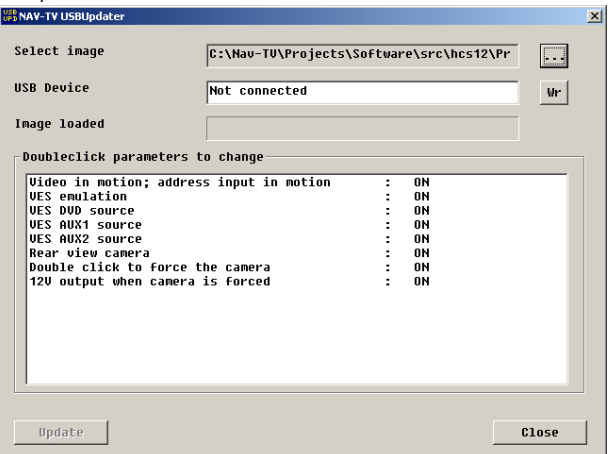 USB
UPD NAV-TV USBUpdater
Select image C:\Nav-TV\Projects\Software\src\hcs12\Pr ...
USB Device Not connected Wr
Image loaded
Doubleclick parameters to change
Video in motion; address input in motion : ON
VES emulation : ON
VES DVD source : ON
VES AUX1 source : ON
VES AUX2 source : ON
Rear view camera : ON
Double click to force the camera : ON
12V output when camera is forced : ON
Update Close